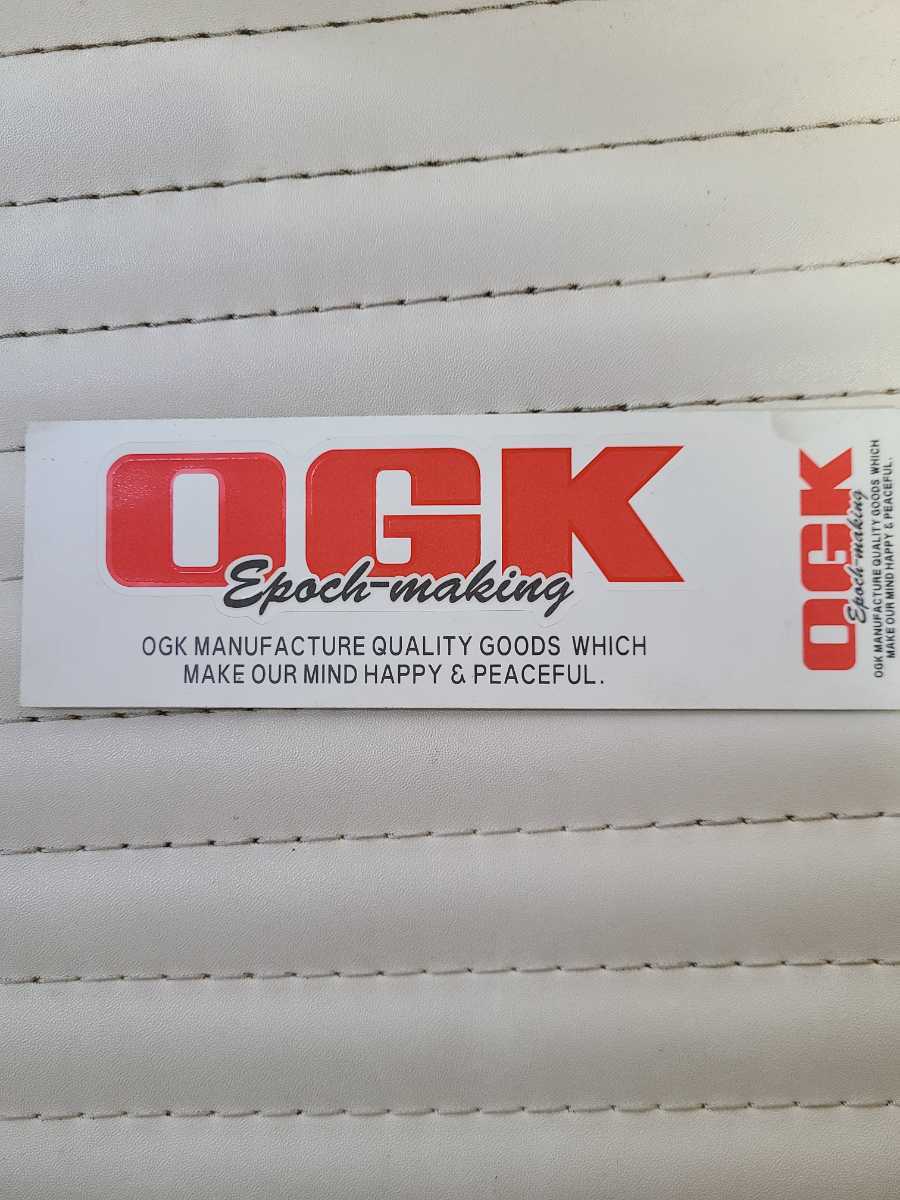 OGK
Epoch-making
OGK MANUFACTURE QUALITY GOODS WHICH
MAKE OUR MIND HAPPY & PEACEFUL.
OGK
Epoch-making
OGK MANUFACTURE QUALITY GOODS WHICH
MAKE OUR MIND HAPPY & PEACEFUL.